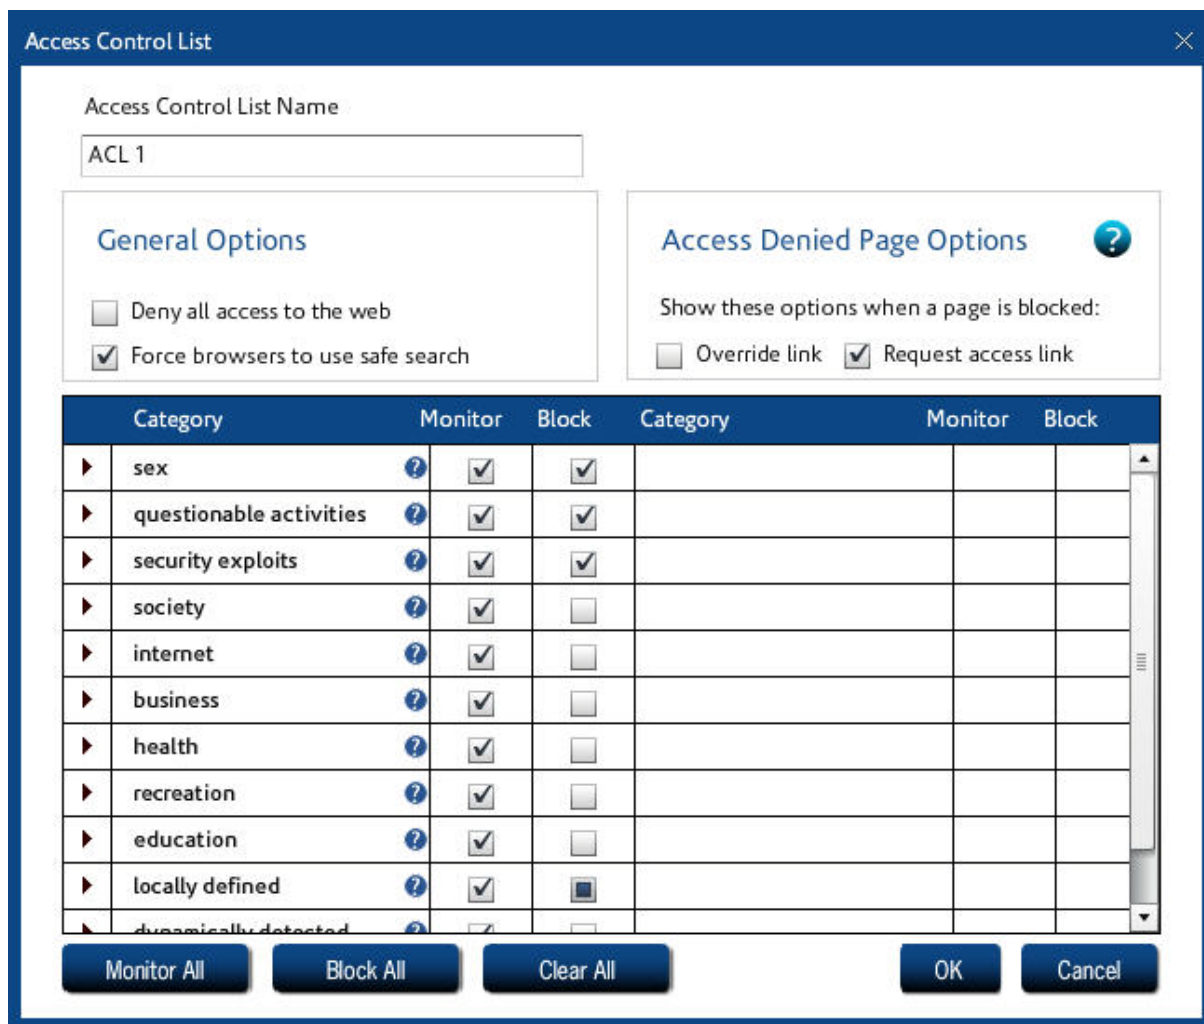 Access Control List
Access Control List Name
ACL 1
General Options
Deny all access to the web
Force browsers to use safe search
Access Denied Page Options ?
Show these options when a page is blocked:
Override link Request access link
Category Monitor Block Category Monitor Block
sex ?
questionable activities ?
security exploits ?
society ?
internet ?
business ?
health ?
recreation ?
education ?
locally defined ?
dynamically detected ?
Monitor All Block All Clear All OK Cancel